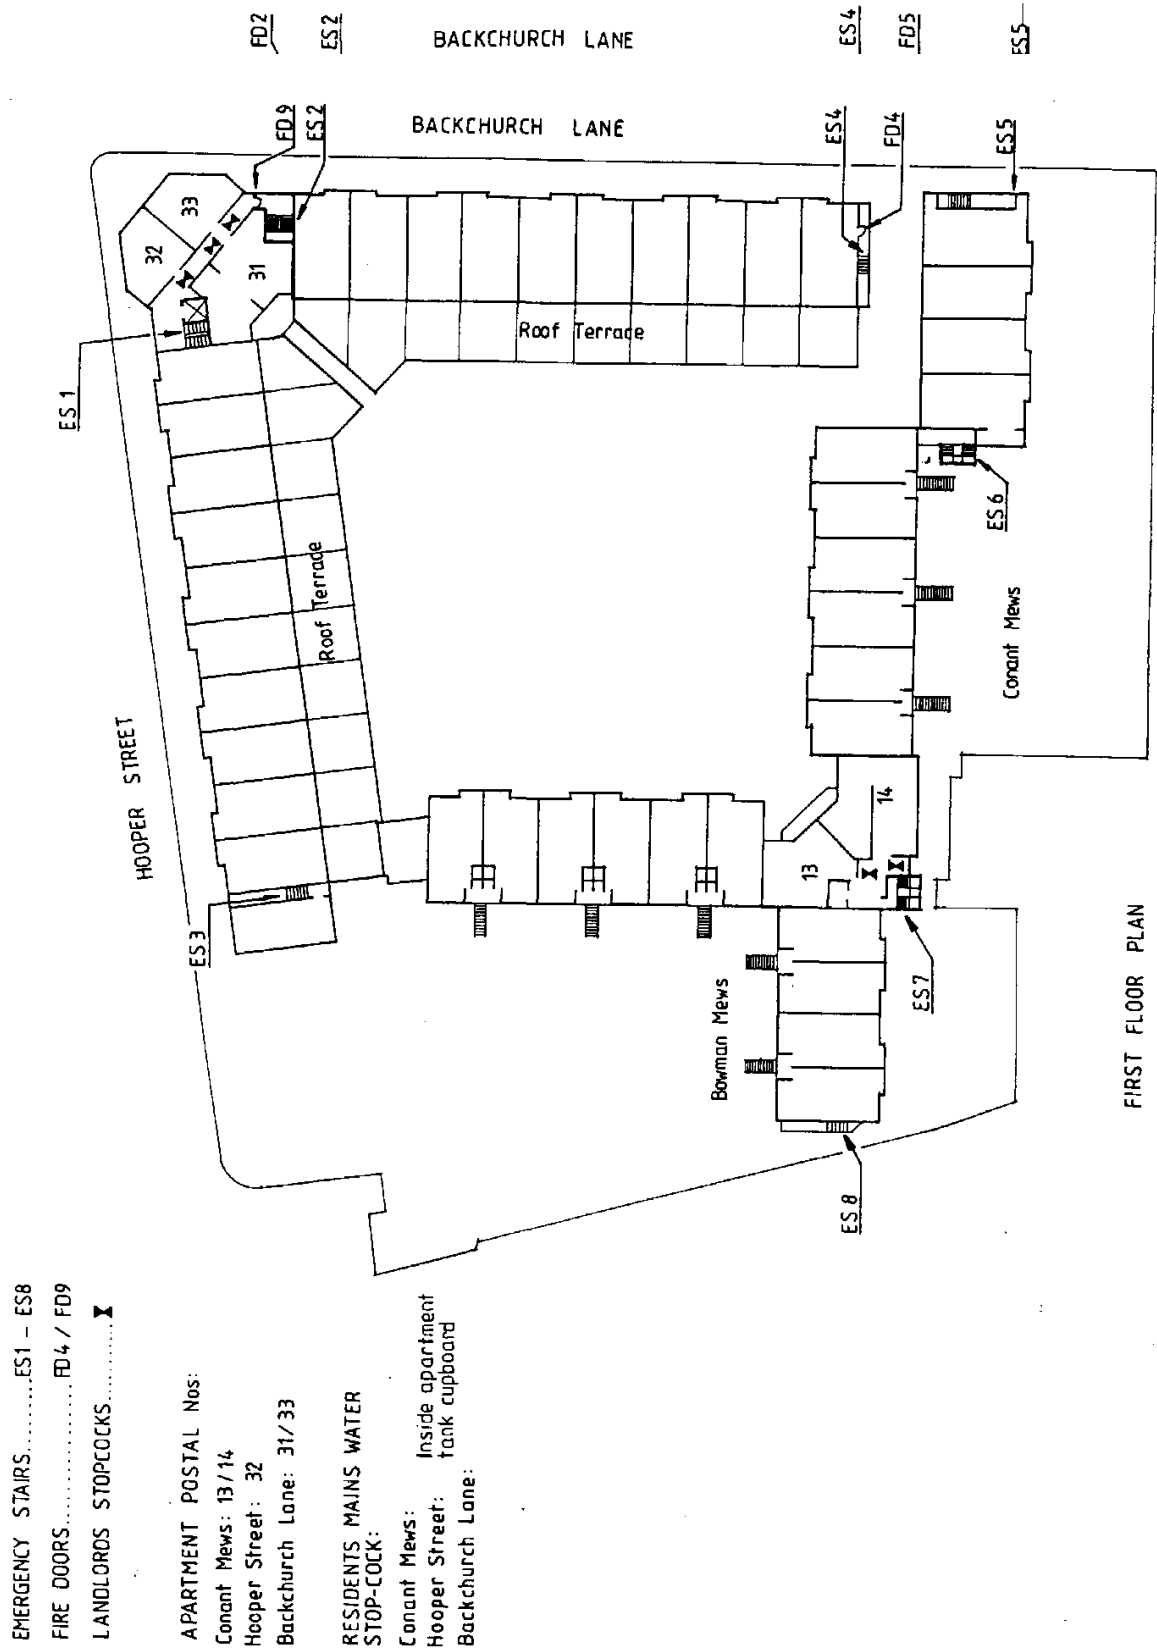 FD2
ES2
BACKCHURCH LANE
ES4
FD5
ES5
FD9
ES2
BACKCHURCH LANE
ES4
FD4
ES5
33
32
31
Roof Terrace
ES1
ES6
Roof Terrace
Conant Mews
HOOPER STREET
14
13
ES3
ES7
Bowman Mews
FIRST FLOOR PLAN
ES8
EMERGENCY STAIRS.........ES1 - ES8
FIRE DOORS..............FD4 / FD9
LANDLORDS STOPCOCKS.........
APARTMENT POSTAL Nos:
Conant Mews: 13/14
Hooper Street: 32
Backchurch Lane: 31/33
RESIDENTS MAINS WATER
STOP-COCK:
Conant Mews:
Hooper Street:
Backchurch Lane:
Inside apartment
tank cupboard